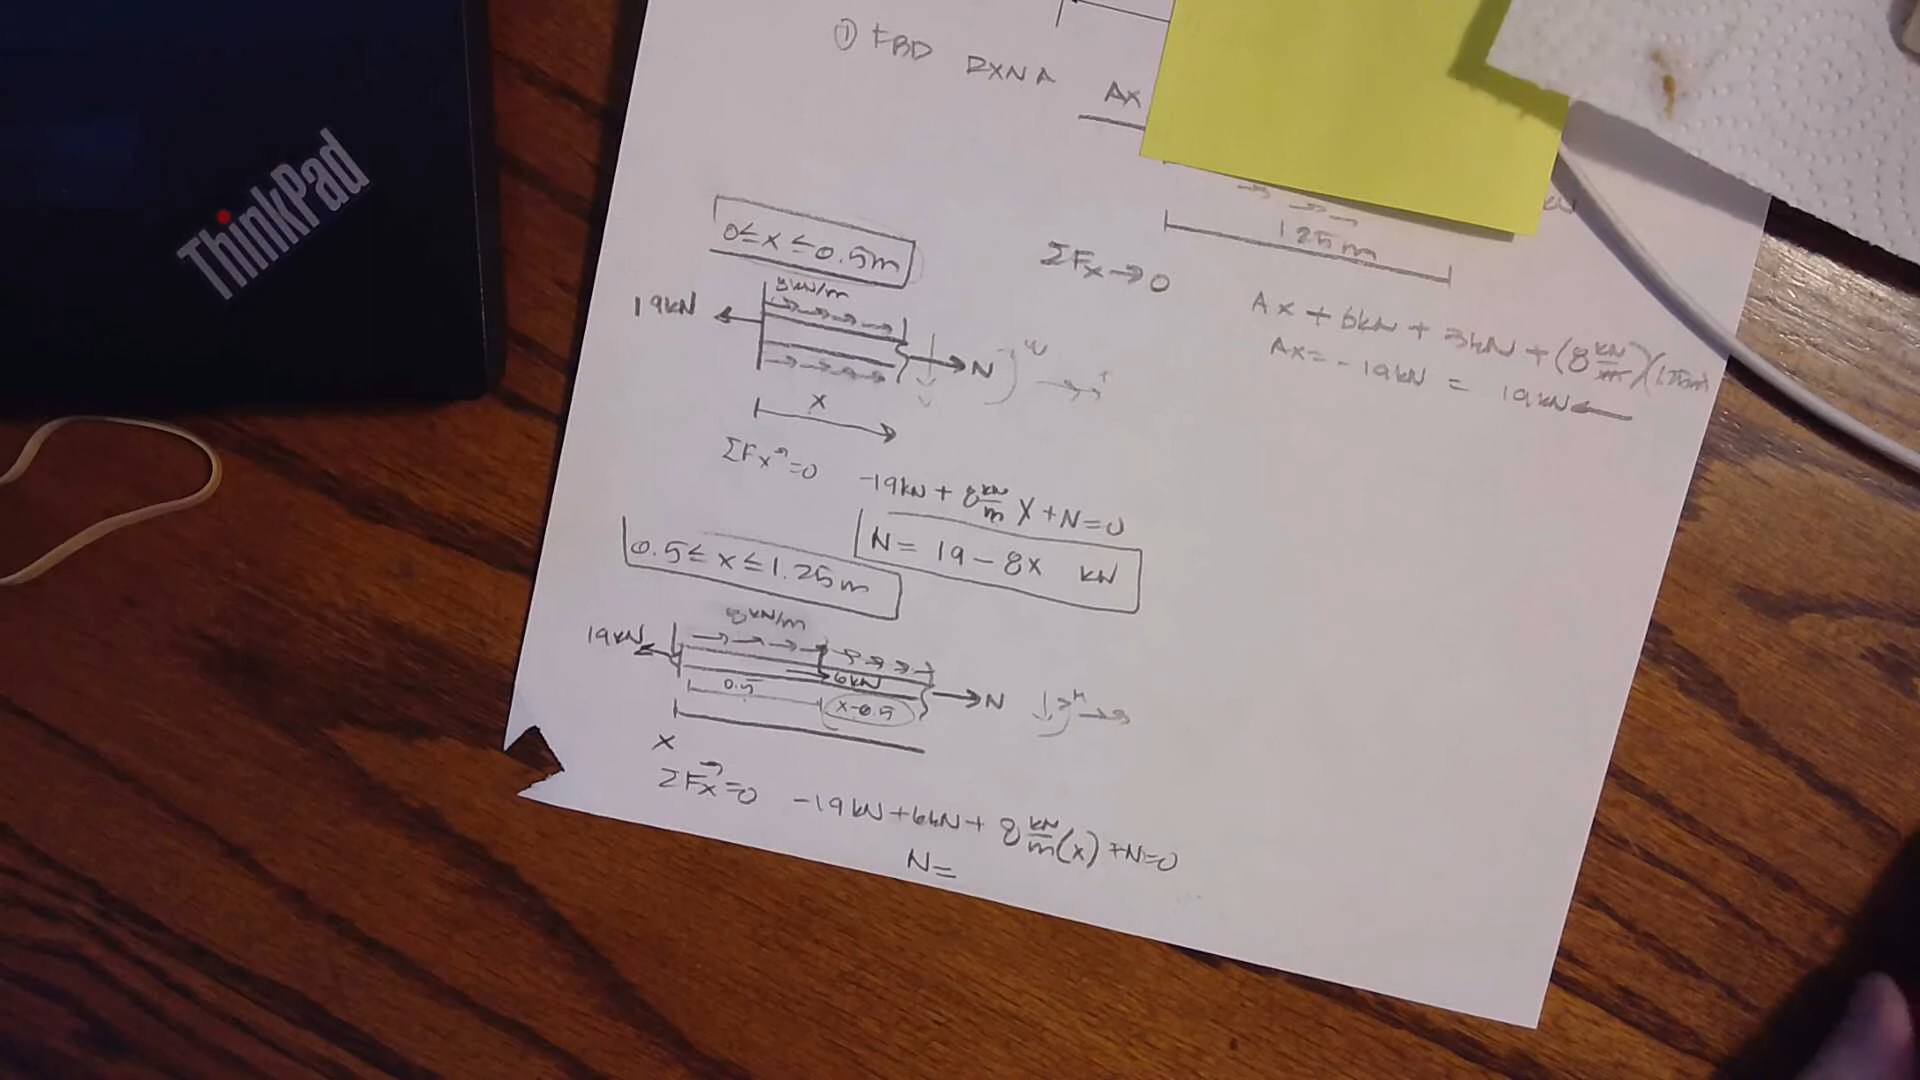 ① FBD RXN A
Ax
125m
0≤x≤0.5m
ΣFx→0
8kN/m
19kN
N
x
Ax + 6kN + 3kN + (8 kN/m)(1.25m
Ax = -19kN = 19kN←
ΣFx=0 -19kN + 8 kN/m X + N = 0
N = 19 - 8x kN
0.5≤x≤1.25m
8kN/m
19kN
6kN
N
0.5
x-0.5
x
ΣFx=0 -19kN+6kN+ 8 kN/m (x) +N=0
N=
ThinkPad